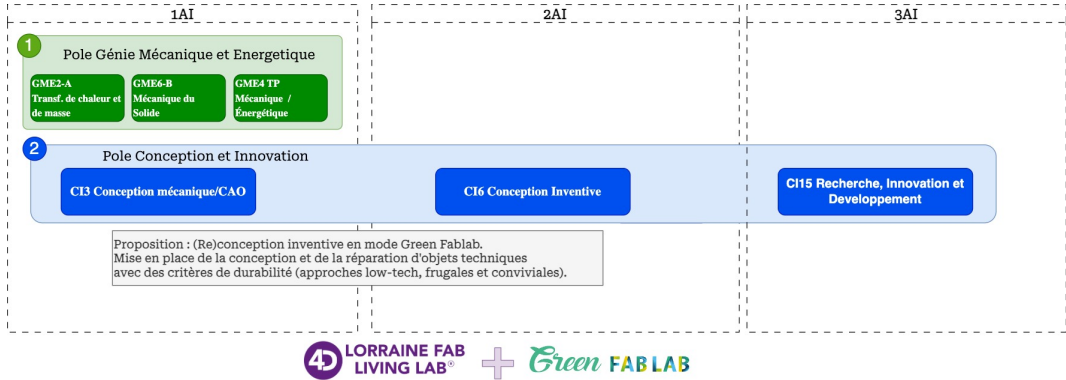 1AI
2AI
3AI
1
Pole Génie Mécanique et Energetique
GME2-A
Transf. de chaleur et
de masse
GME6-B
Mécanique du
Solide
GME4 TP
Mécanique /
Énergétique
2
Pole Conception et Innovation
CI3 Conception mécanique/CAO
CI6 Conception Inventive
CI15 Recherche, Innovation et
Developpement
Proposition : (Re)conception inventive en mode Green Fablab.
Mise en place de la conception et de la réparation d'objets techniques
avec des critères de durabilité (approches low-tech, frugales et conviviales).
4D
LORRAINE FAB
LIVING LAB®
Green FABLAB